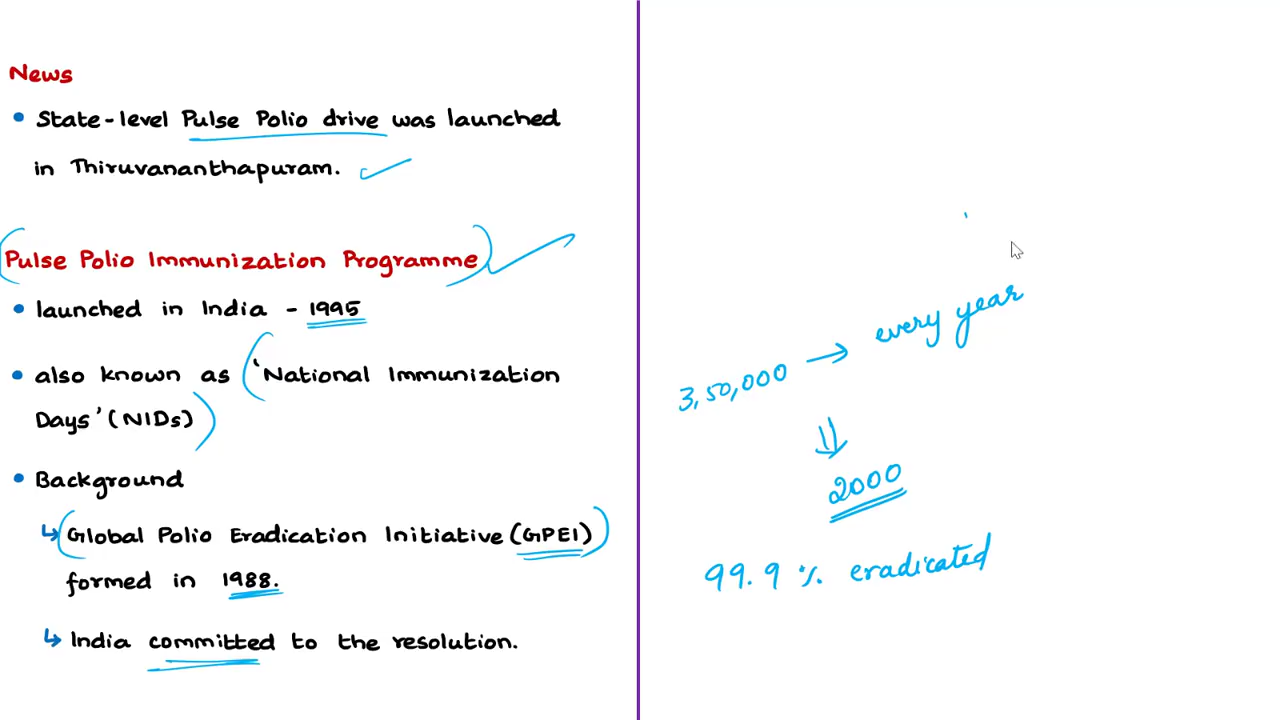 News
• State-level Pulse Polio drive was launched
in Thiruvananthapuram.
Pulse Polio Immunization Programme
• launched in India - 1995
• also known as 'National Immunization
Days' (NIDs)
• Background
↳ Global Polio Eradication Initiative (GPEI)
formed in 1988.
↳ India committed to the resolution.
3,50,000 → every year
⇓
2000
99.9 % eradicated